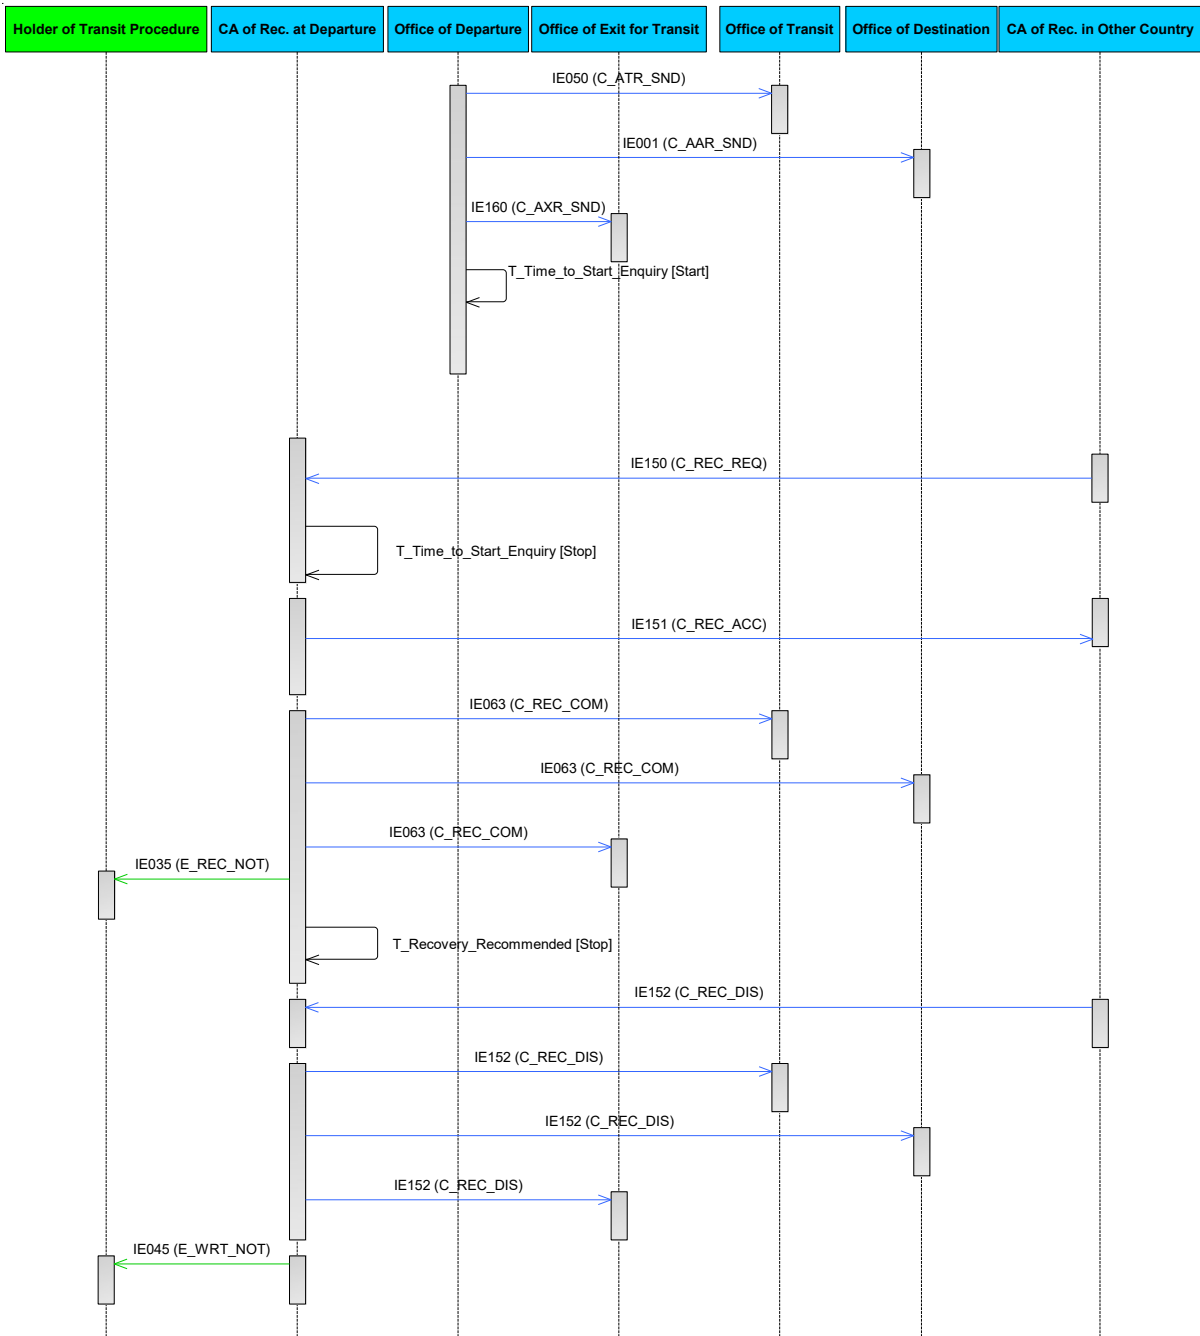 Holder of Transit Procedure
CA of Rec. at Departure
Office of Departure
Office of Exit for Transit
Office of Transit
Office of Destination
CA of Rec. in Other Country
IE050 (C_ATR_SND)
IE001 (C_AAR_SND)
IE160 (C_AXR_SND)
T_Time_to_Start_Enquiry [Start]
IE150 (C_REC_REQ)
T_Time_to_Start_Enquiry [Stop]
IE151 (C_REC_ACC)
IE063 (C_REC_COM)
IE063 (C_REC_COM)
IE063 (C_REC_COM)
IE035 (E_REC_NOT)
T_Recovery_Recommended [Stop]
IE152 (C_REC_DIS)
IE152 (C_REC_DIS)
IE152 (C_REC_DIS)
IE152 (C_REC_DIS)
IE045 (E_WRT_NOT)